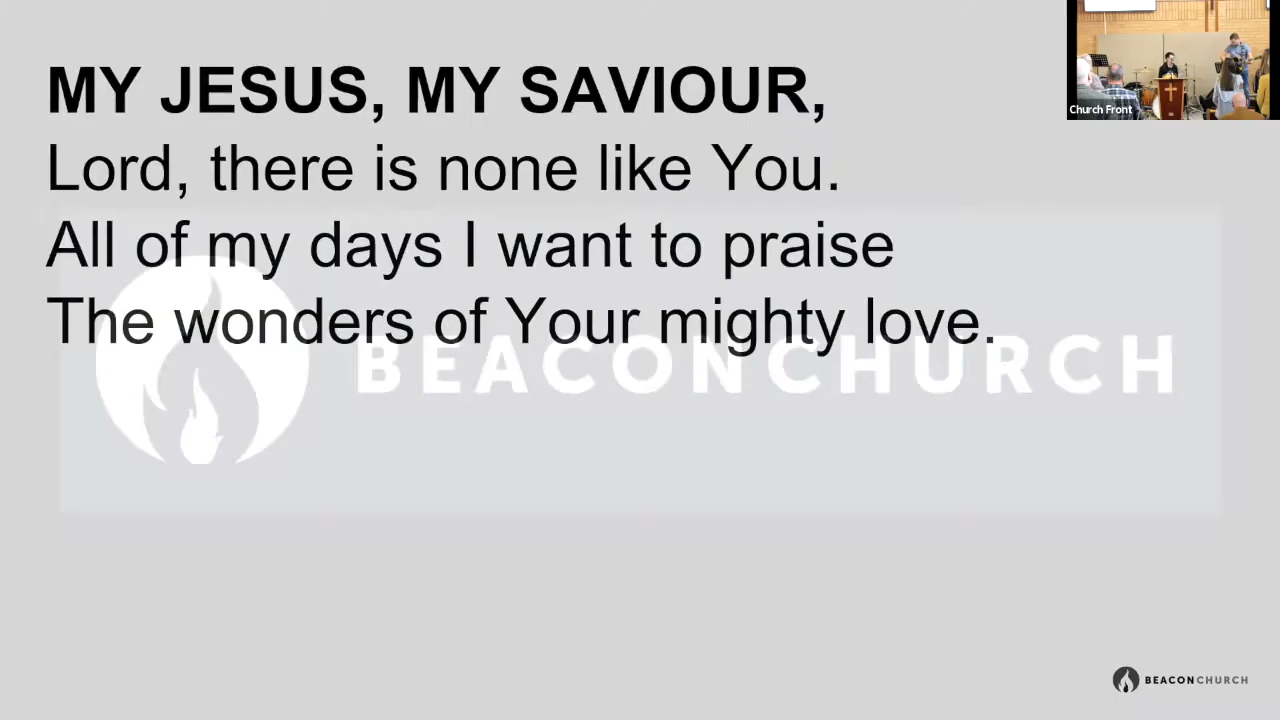 MY JESUS, MY SAVIOUR,
Lord, there is none like You.
All of my days I want to praise
The wonders of Your mighty love.
BEACONCHURCH
Church Front
BEACONCHURCH